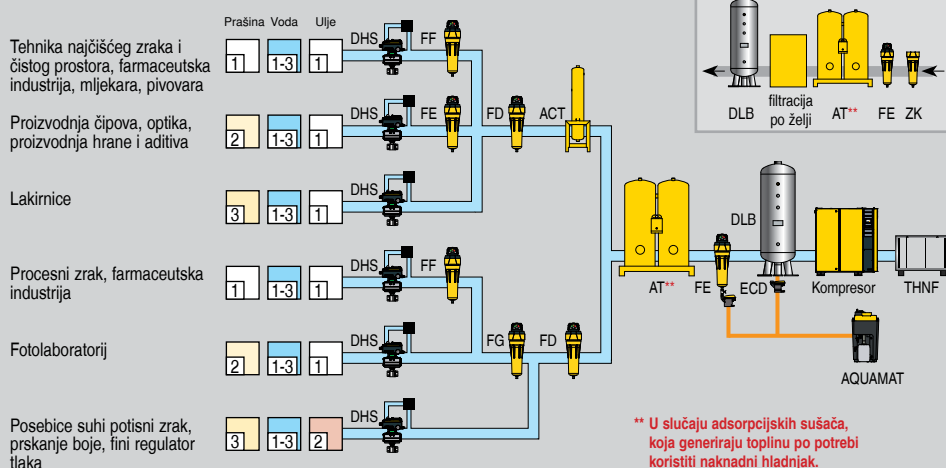 Prašina Voda Ulje
Tehnika najčišćeg zraka i
čistog prostora, farmaceutska
industrija, mljekara, pivovara
1 1-3 1 DHS FF
Proizvodnja čipova, optika,
proizvodnja hrane i aditiva
2 1-3 1 DHS FE FD ACT
Lakirnice
3 1-3 1 DHS
Procesni zrak, farmaceutska
industrija
1 1-3 1 DHS FF
Fotolaboratorij
2 1-3 1 DHS FG FD
Posebice suhi potisni zrak,
prskanje boje, fini regulator
tlaka
3 1-3 2 DHS
DLB filtracija
po želji
AT** FE ZK
DLB
AT** FE ECD Kompresor THNF
AQUAMAT
** U slučaju adsorpcijskih sušača,
koja generiraju toplinu po potrebi
koristiti naknadni hladnjak.